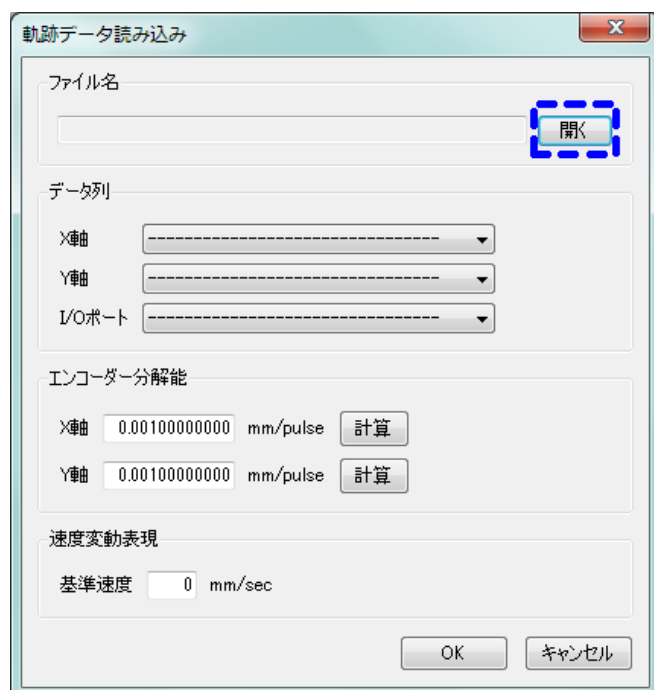 軌跡データ読み込み
ファイル名
開く
データ列
X軸 --------------------------------
Y軸 --------------------------------
I/Oポート --------------------------------
エンコーダー分解能
X軸 0.00100000000 mm/pulse 計算
Y軸 0.00100000000 mm/pulse 計算
速度変動表現
基準速度 0 mm/sec
OK キャンセル